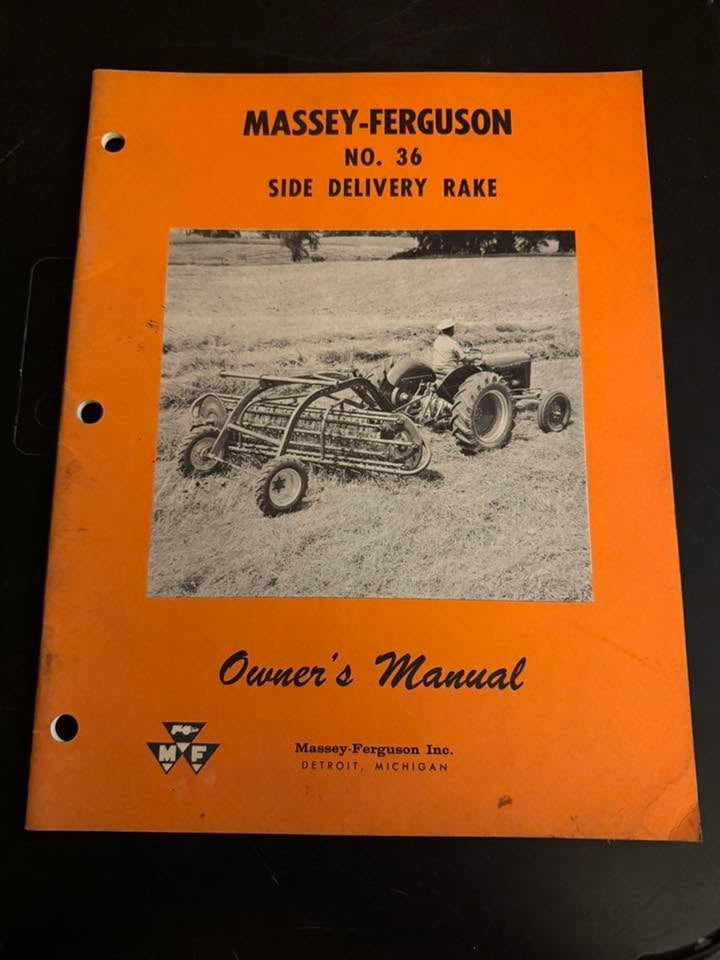 MASSEY-FERGUSON
NO. 36
SIDE DELIVERY RAKE
Owner's Manual
M F
Massey-Ferguson Inc.
DETROIT, MICHIGAN